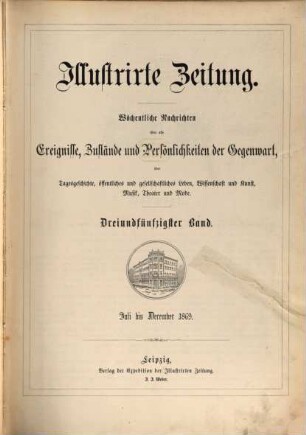 Illustrirte Zeitung.
Wöchentliche Nachrichten
über alle
Ereignisse, Zustände und Persönlichkeiten der Gegenwart,
über
Tagesgeschichte, öffentliches und gesellschaftliches Leben, Wissenschaft und Kunst,
Musik, Theater und Mode.
Dreiundfünfzigster Band.
Juli bis December 1869.
Leipzig,
Verlag der Expedition der Illustrirten Zeitung.
J. J. Weber.